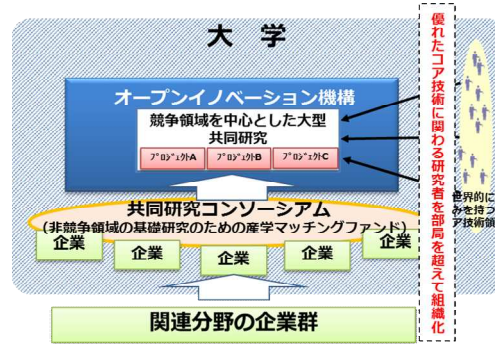 大 学
オープンイノベーション機構
競争領域を中心とした大型
共同研究
ﾌﾟﾛｼﾞｪｸﾄA
ﾌﾟﾛｼﾞｪｸﾄB
ﾌﾟﾛｼﾞｪｸﾄC
優れたコア技術に関わる研究者を部局を超えて組織化
世界的に
みを持つ
ア技術領
共同研究コンソーシアム
(非競争領域の基礎研究のための産学マッチングファンド)
企業
企業
企業
企業
企業
関連分野の企業群